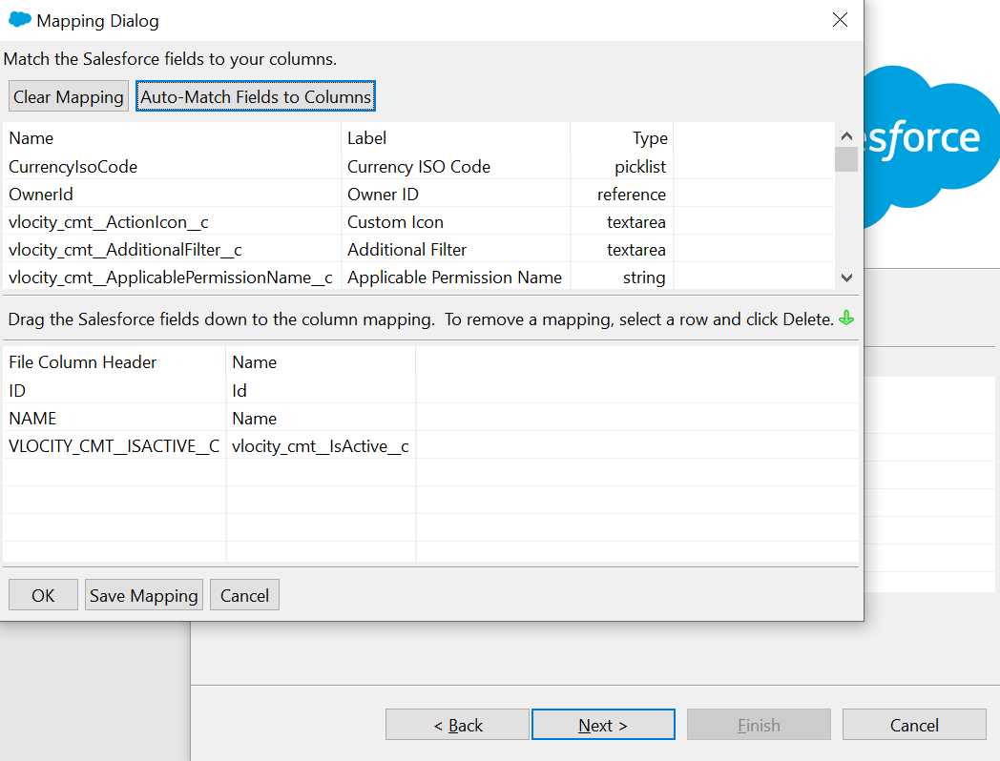 Mapping Dialog
Match the Salesforce fields to your columns.
Clear Mapping Auto-Match Fields to Columns
Name Label Type
CurrencyIsoCode Currency ISO Code picklist
OwnerId Owner ID reference
vlocity_cmt__ActionIcon__c Custom Icon textarea
vlocity_cmt__AdditionalFilter__c Additional Filter textarea
vlocity_cmt__ApplicablePermissionName__c Applicable Permission Name string
esforce
Drag the Salesforce fields down to the column mapping.  To remove a mapping, select a row and click Delete.
File Column Header Name
ID Id
NAME Name
VLOCITY_CMT__ISACTIVE__C vlocity_cmt__IsActive__c
OK Save Mapping Cancel
< Back Next > Finish Cancel